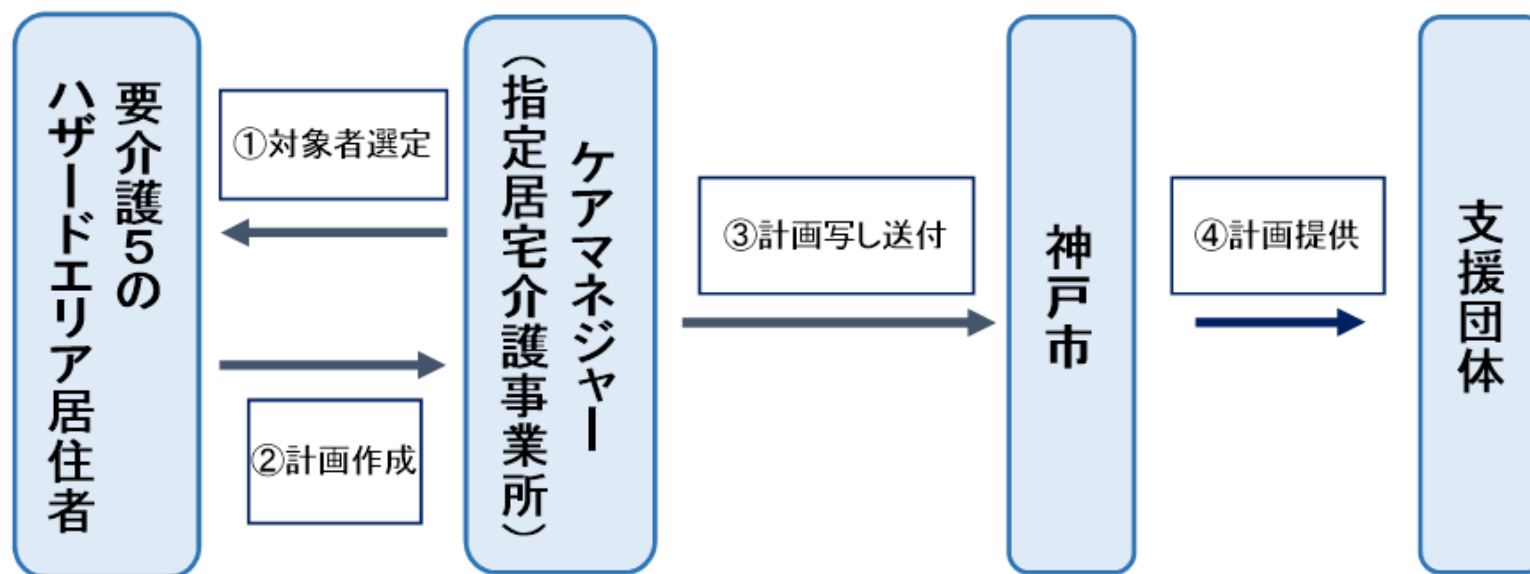 要介護5の
ハザードエリア居住者
①対象者選定
②計画作成
ケアマネジャー
（指定居宅介護事業所）
③計画写し送付
神戸市
④計画提供
支援団体